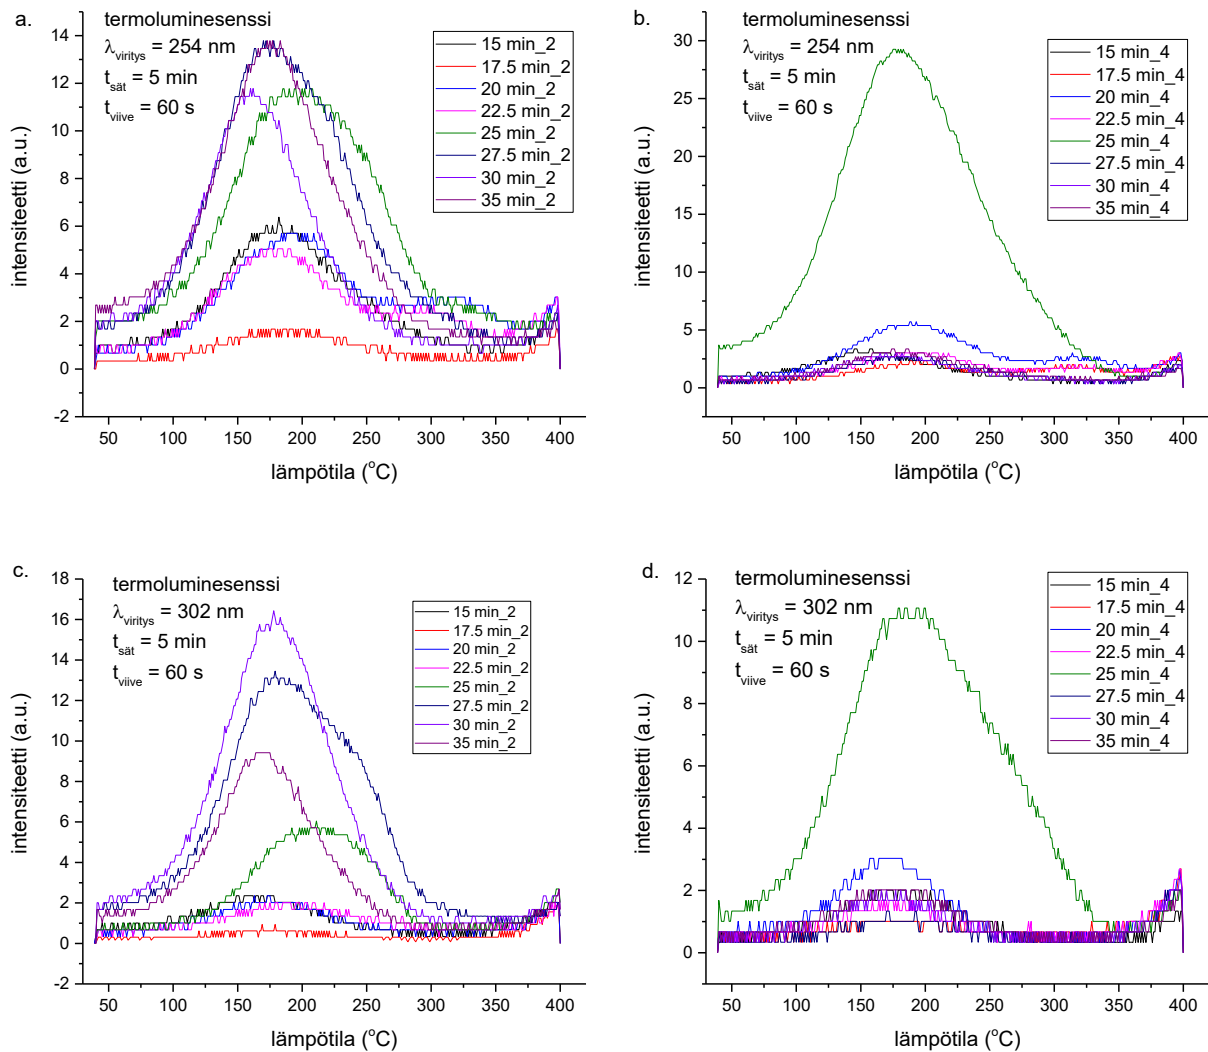 a.
termoluminesenssi
λviritys = 254 nm
tsät = 5 min
tviive = 60 s
15 min_2
17.5 min_2
20 min_2
22.5 min_2
25 min_2
27.5 min_2
30 min_2
35 min_2
intensiteetti (a.u.)
14
12
10
8
6
4
2
0
-2
50 100 150 200 250 300 350 400
lämpötila (°C)
b.
termoluminesenssi
λviritys = 254 nm
tsät = 5 min
tviive = 60 s
15 min_4
17.5 min_4
20 min_4
22.5 min_4
25 min_4
27.5 min_4
30 min_4
35 min_4
intensiteetti (a.u.)
30
25
20
15
10
5
0
50 100 150 200 250 300 350 400
lämpötila (°C)
c.
termoluminesenssi
λviritys = 302 nm
tsät = 5 min
tviive = 60 s
15 min_2
17.5 min_2
20 min_2
22.5 min_2
25 min_2
27.5 min_2
30 min_2
35 min_2
intensiteetti (a.u.)
18
16
14
12
10
8
6
4
2
0
-2
50 100 150 200 250 300 350 400
lämpötila (°C)
d.
termoluminesenssi
λviritys = 302 nm
tsät = 5 min
tviive = 60 s
15 min_4
17.5 min_4
20 min_4
22.5 min_4
25 min_4
27.5 min_4
30 min_4
35 min_4
intensiteetti (a.u.)
12
10
8
6
4
2
0
50 100 150 200 250 300 350 400
lämpötila (°C)